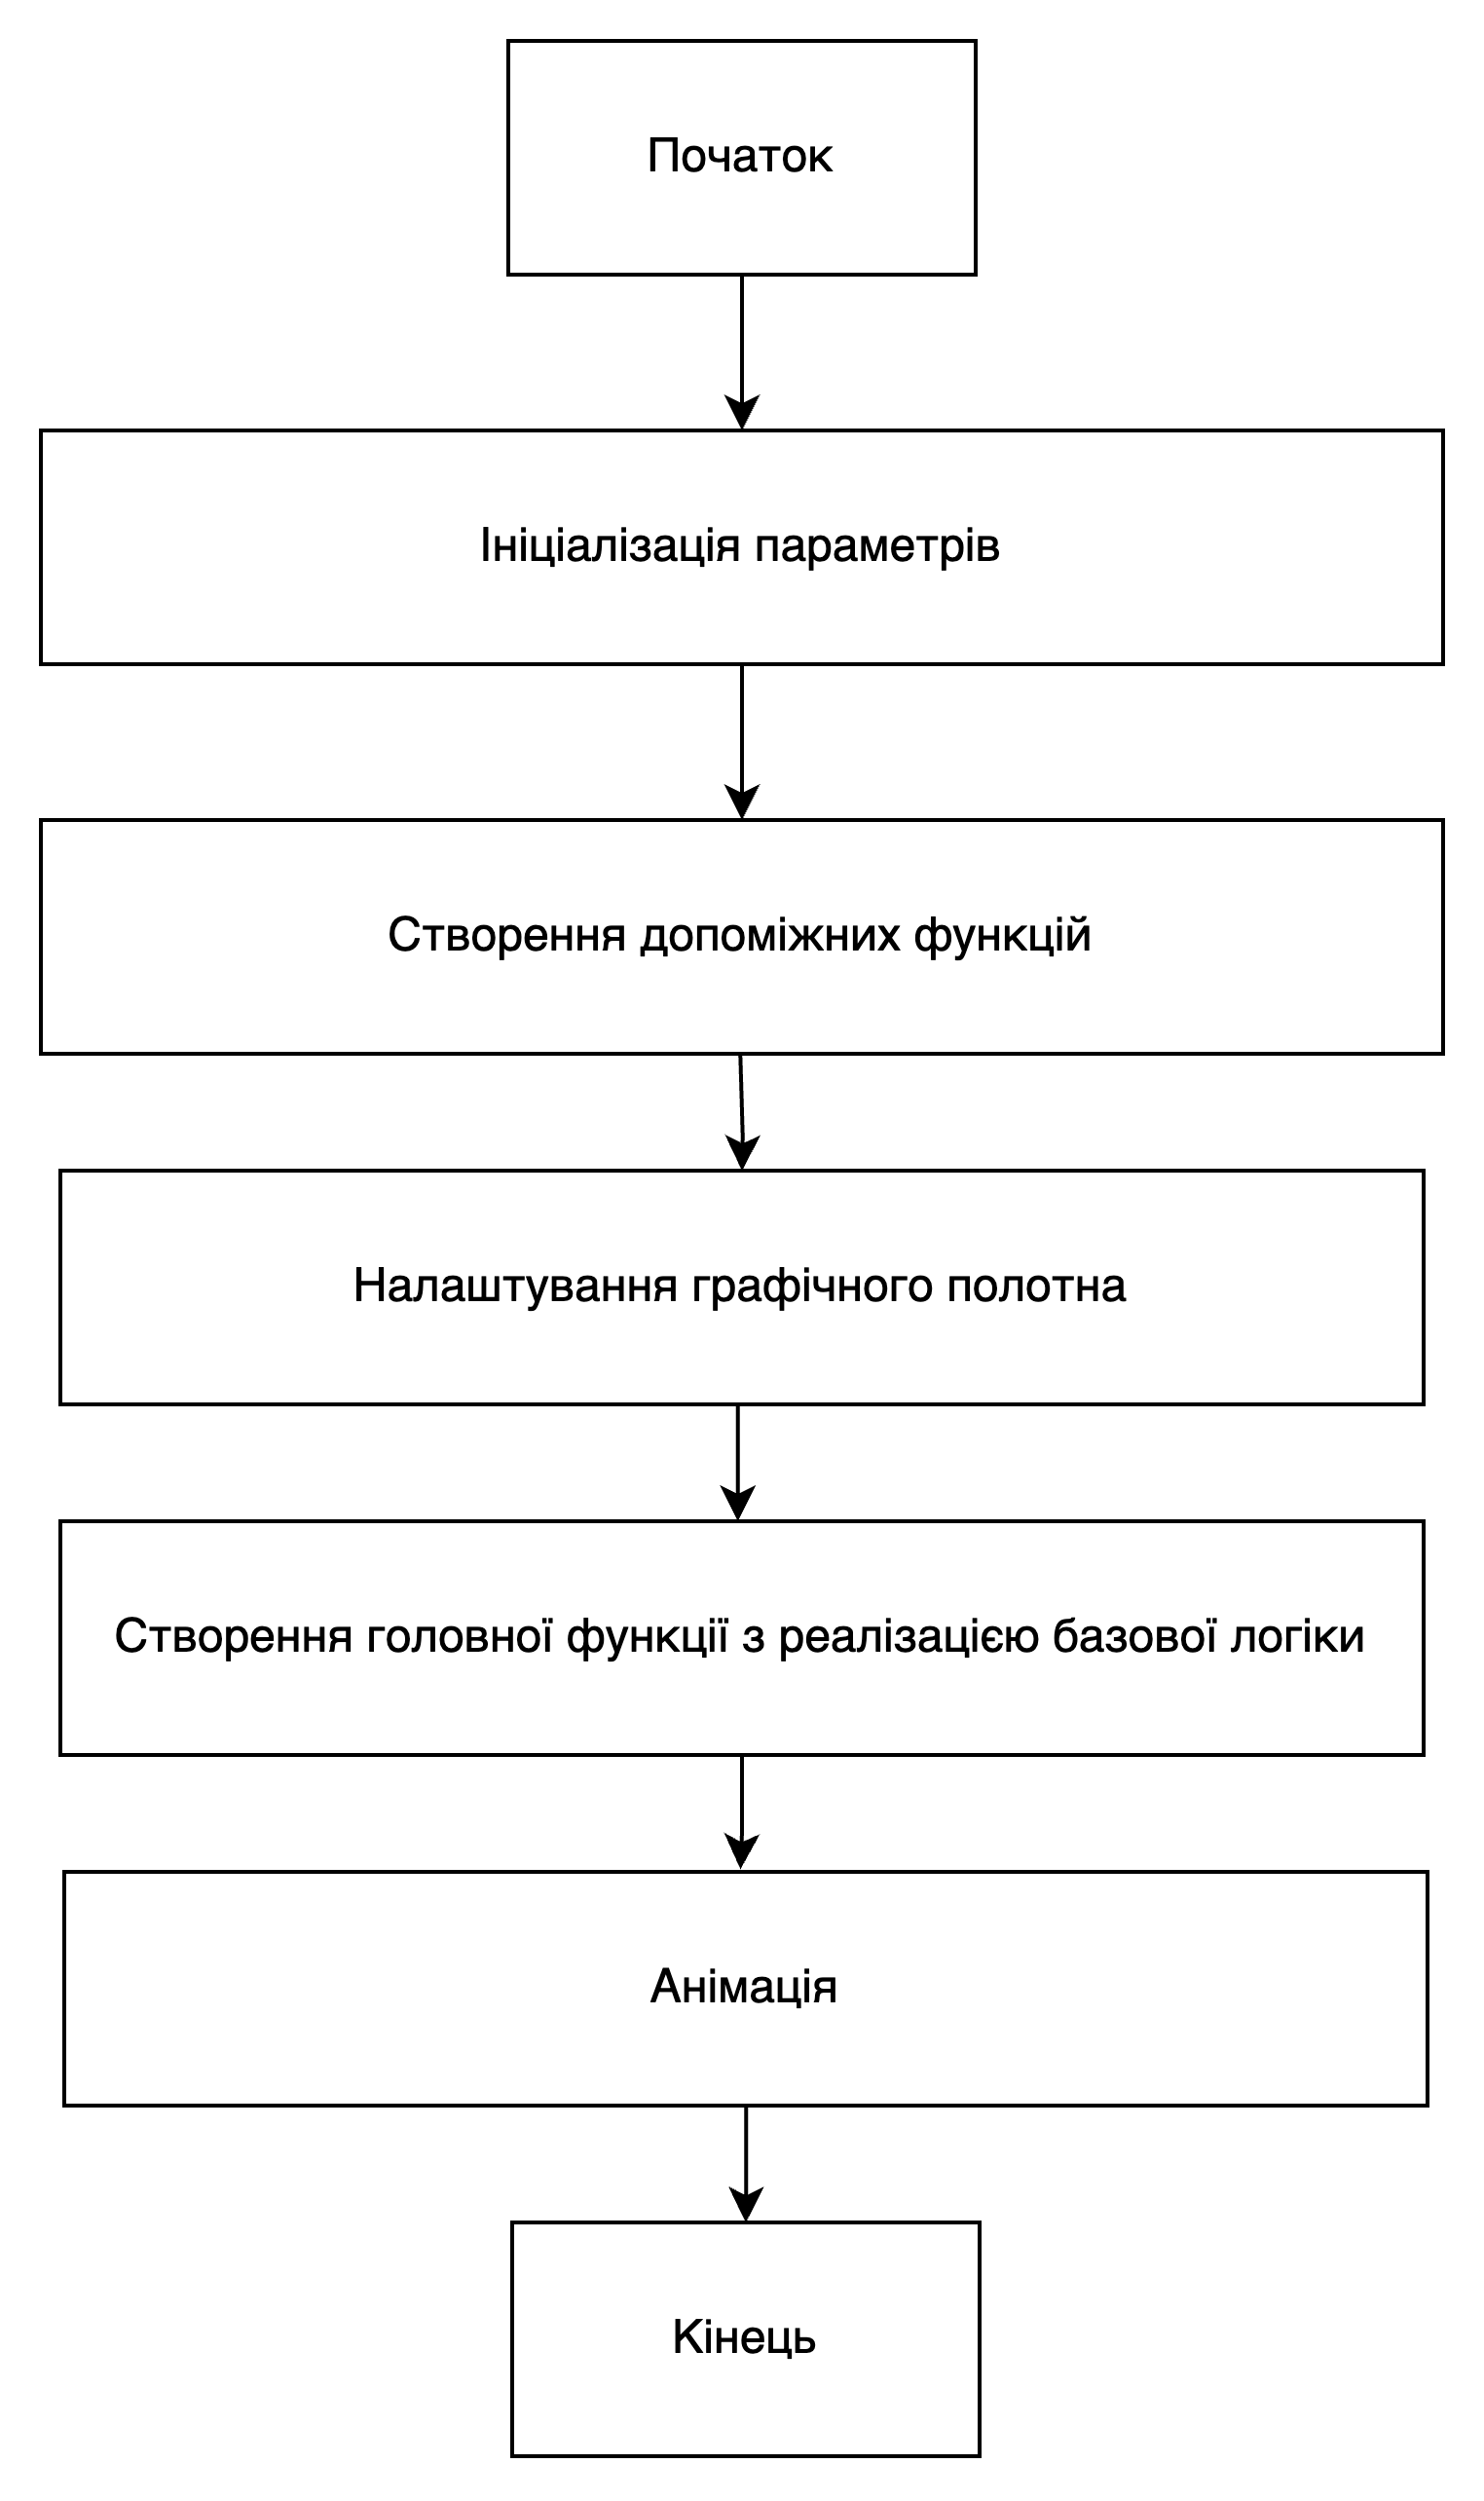 Початок
Ініціалізація параметрів
Створення допоміжних функцій
Налаштування графічного полотна
Створення головної функції з реалізацією базової логіки
Анімація
Кінець